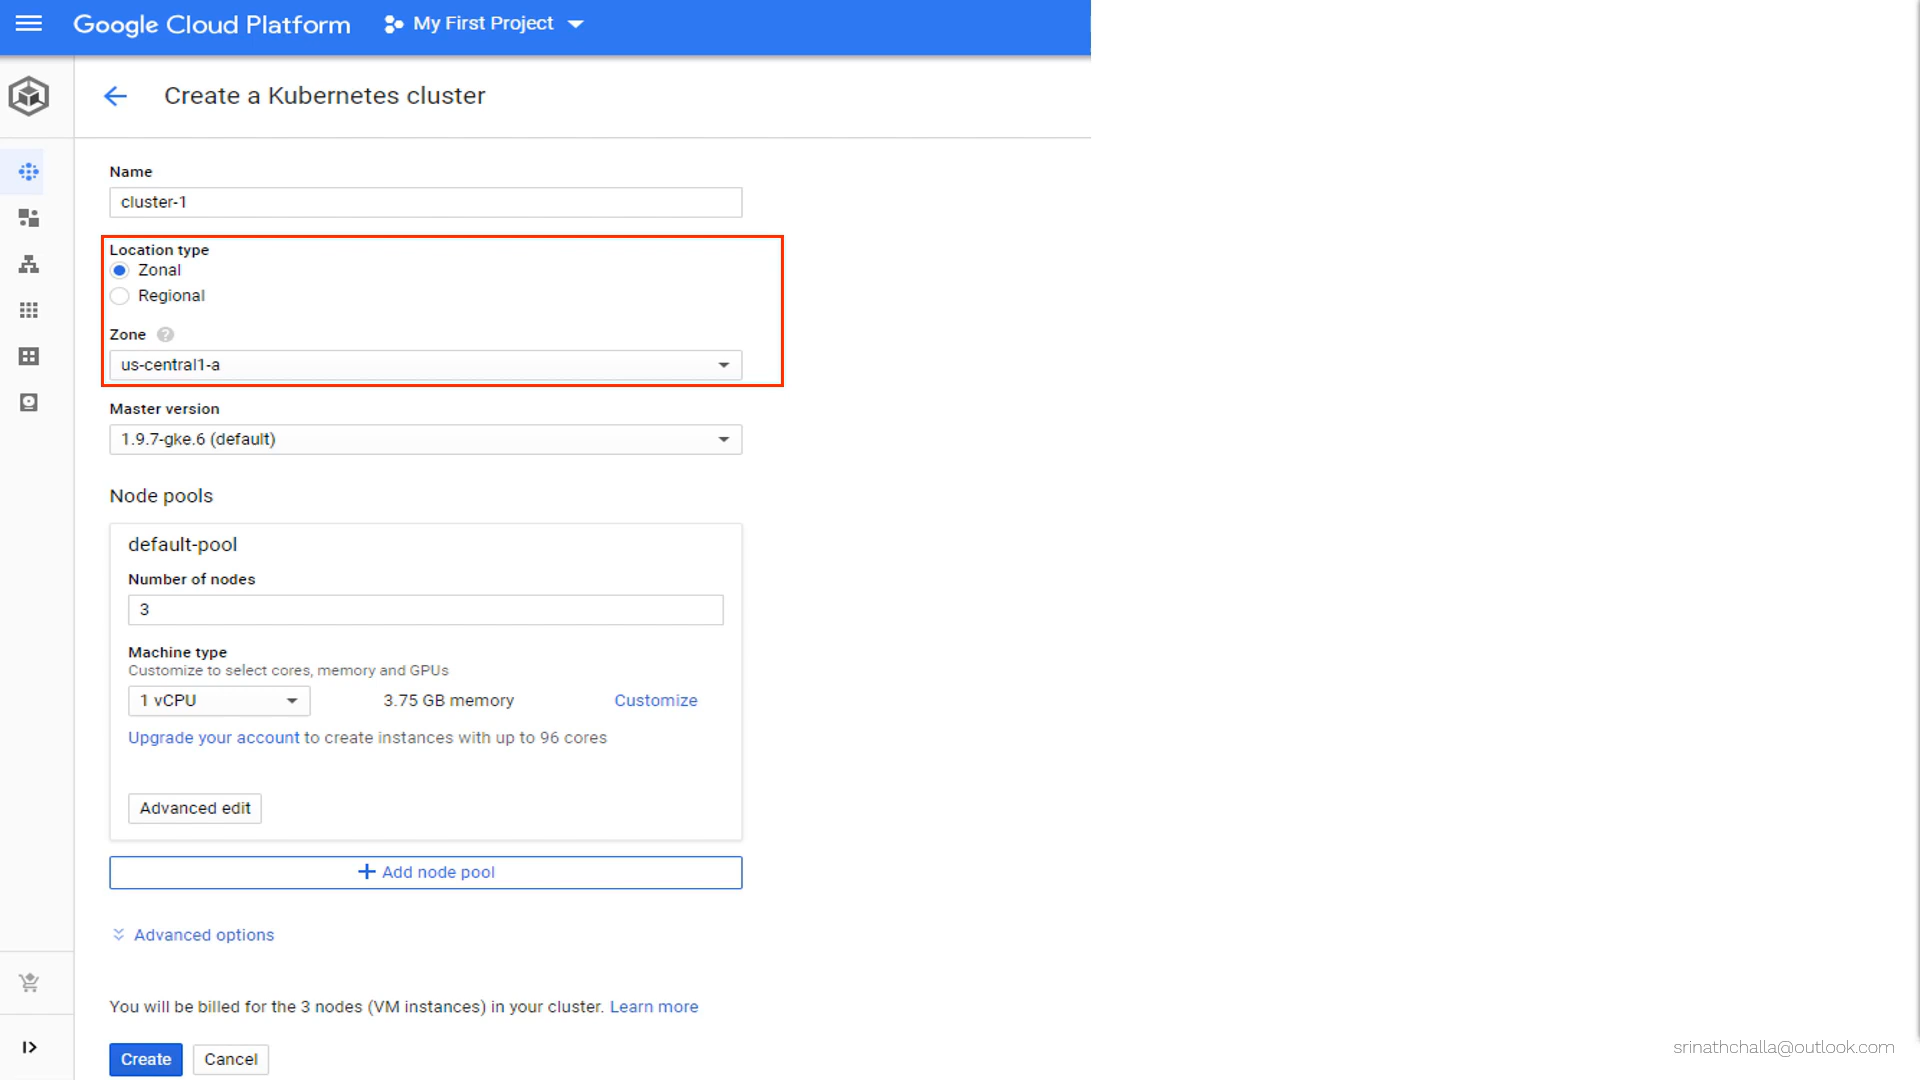 Google Cloud Platform My First Project
Create a Kubernetes cluster
Name
cluster-1
Location type
Zonal
Regional
Zone ?
us-central1-a
Master version
1.9.7-gke.6 (default)
Node pools
default-pool
Number of nodes
3
Machine type
Customize to select cores, memory and GPUs
1 vCPU 3.75 GB memory Customize
Upgrade your account to create instances with up to 96 cores
Advanced edit
+ Add node pool
Advanced options
You will be billed for the 3 nodes (VM instances) in your cluster. Learn more
Create Cancel
srinathchalla@outlook.com